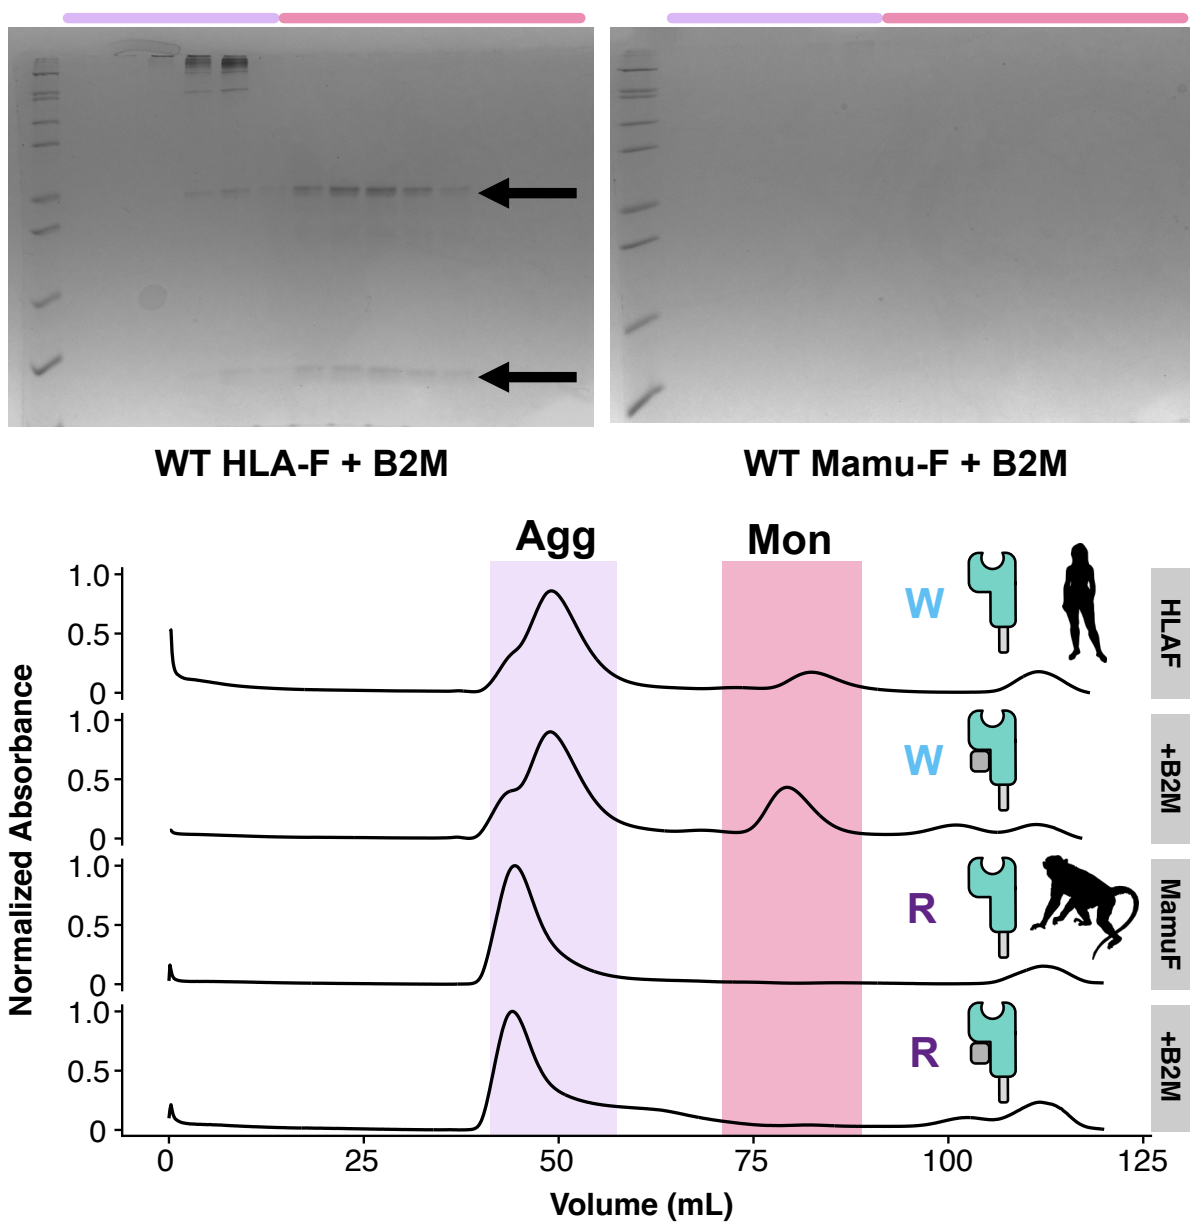 WT HLA-F + B2M
WT Mamu-F + B2M
Agg
Mon
Normalized Absorbance
1.0
0.5
0
W
HLAF
1.0
0.5
0
W
+B2M
1.0
0.5
0
R
MamuF
1.0
0.5
0
R
+B2M
0
25
50
75
100
125
Volume (mL)